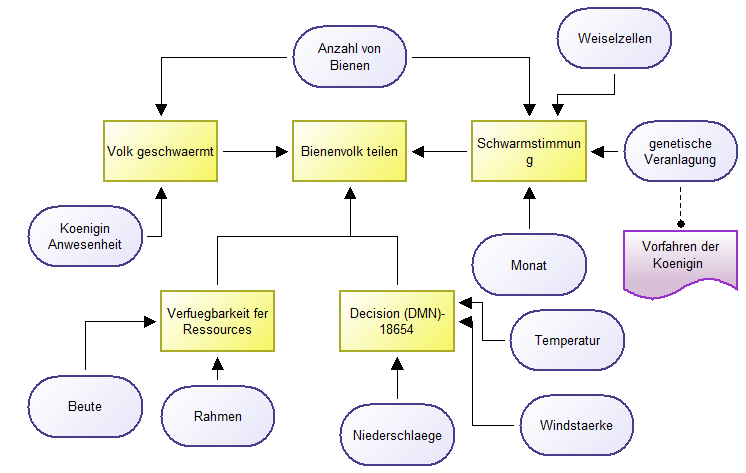 Anzahl von
Bienen
Weiselzellen
Volk geschwaermt
Bienenvolk teilen
Schwarmstimmun
g
genetische
Veranlagung
Koenigin
Anwesenheit
Monat
Vorfahren der
Koenigin
Verfuegbarkeit fer
Ressources
Decision (DMN)-
18654
Temperatur
Beute
Rahmen
Niederschlaege
Windstaerke